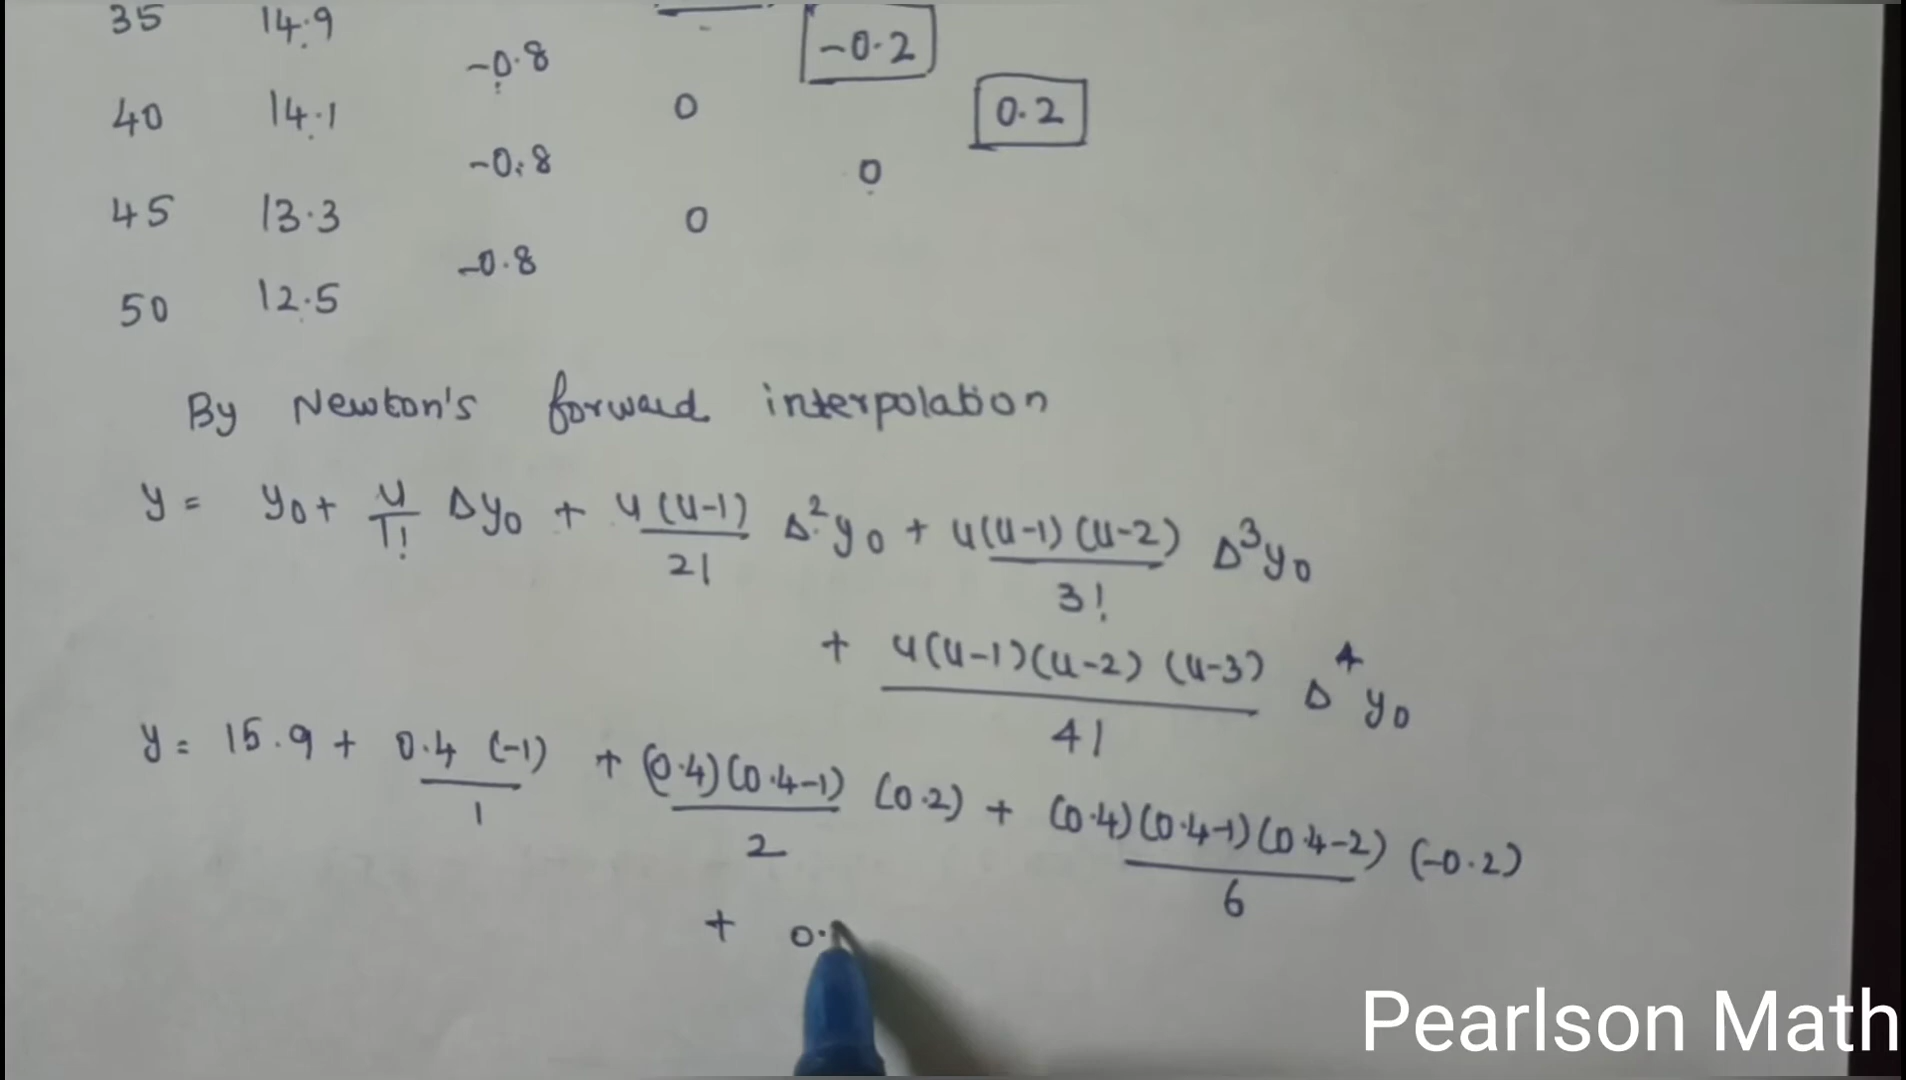 35 14.9 -0.2
-0.8
40 14.1 0 0.2
-0.8 0
45 13.3 0
-0.8
50 12.5
By Newton's forward interpolation
y = y₀ + u/1! Δy₀ + u(u-1)/2! Δ²y₀ + u(u-1)(u-2)/3! Δ³y₀
+ u(u-1)(u-2)(u-3)/4! Δ⁴y₀
y = 15.9 + 0.4(-1)/1 + (0.4)(0.4-1)/2 (0.2) + (0.4)(0.4-1)(0.4-2)/6 (-0.2)
+ 0.
Pearlson Math